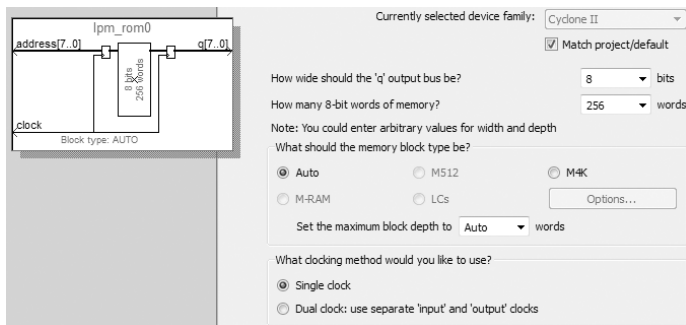 lpm_rom0
address[7..0]
q[7..0]
8 bits
256 words
clock
Block type: AUTO
Currently selected device family:
Cyclone II
Match project/default
How wide should the 'q' output bus be?
8
bits
How many 8-bit words of memory?
256
words
Note: You could enter arbitrary values for width and depth
What should the memory block type be?
Auto
M512
M4K
M-RAM
LCs
Options...
Set the maximum block depth to
Auto
words
What clocking method would you like to use?
Single clock
Dual clock: use separate 'input' and 'output' clocks